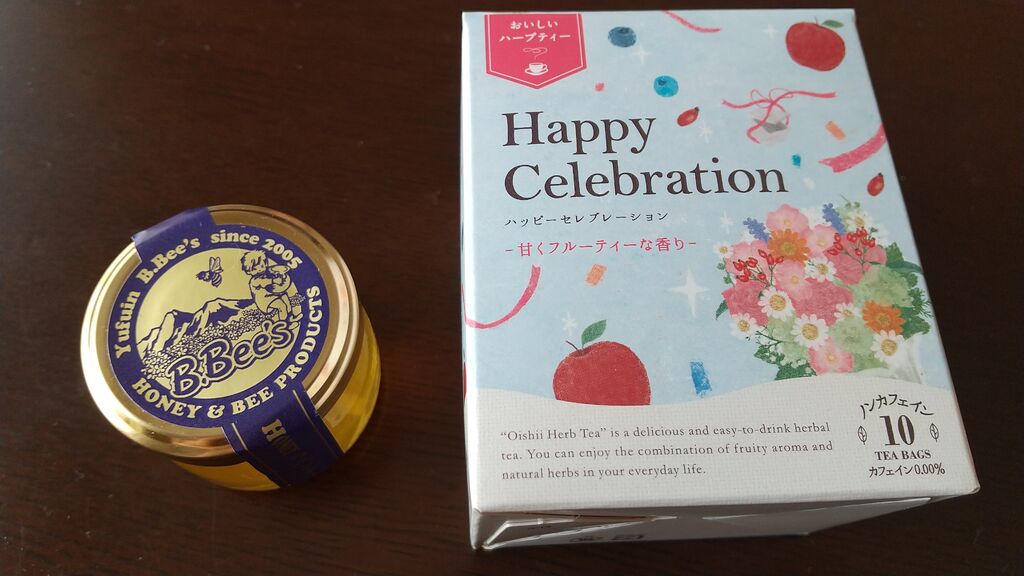 Yufuin B.Bee's since 2005
B.Bee's
HONEY & BEE PRODUCTS
おいしい
ハーブティー
Happy
Celebration
ハッピーセレブレーション
-甘くフルーティーな香り-
"Oishii Herb Tea" is a delicious and easy-to-drink herbal
tea. You can enjoy the combination of fruity aroma and
natural herbs in your everyday life.
ノンカフェイン
10
TEA BAGS
カフェイン0.00%